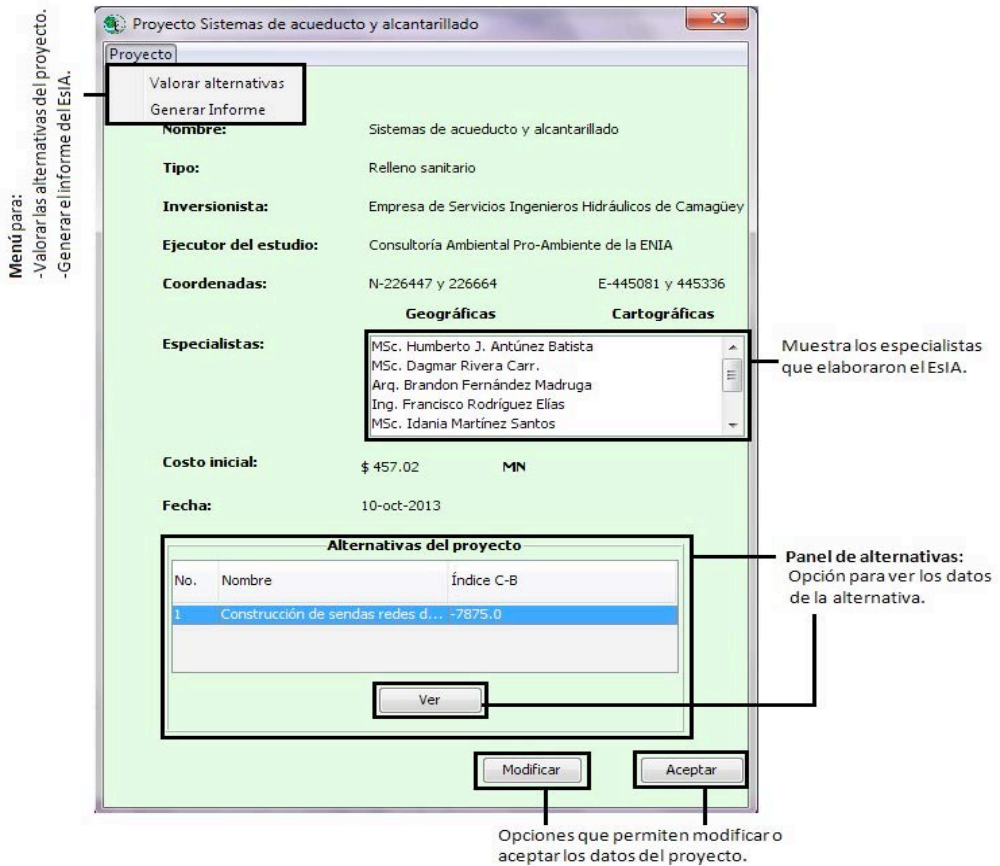 Proyecto Sistemas de acueducto y alcantarillado
Proyecto
Valorar alternativas
Generar Informe
Menú para:
-Valorar las alternativas del proyecto.
-Generar el informe del EsIA.
Nombre: Sistemas de acueducto y alcantarillado
Tipo: Relleno sanitario
Inversionista: Empresa de Servicios Ingenieros Hidráulicos de Camagüey
Ejecutor del estudio: Consultoría Ambiental Pro-Ambiente de la ENIA
Coordenadas: N-226447 y 226664 E-445081 y 445336
Geográficas Cartográficas
Especialistas:
MSc. Humberto J. Antúnez Batista
MSc. Dagmar Rivera Carr.
Arq. Brandon Fernández Madruga
Ing. Francisco Rodríguez Elías
MSc. Idania Martínez Santos
Muestra los especialistas
que elaboraron el EsIA.
Costo inicial: $ 457.02 MN
Fecha: 10-oct-2013
Alternativas del proyecto
No. Nombre Índice C-B
1 Construcción de sendas redes d... -7875.0
Ver
Panel de alternativas:
Opción para ver los datos
de la alternativa.
Modificar Aceptar
Opciones que permiten modificar o
aceptar los datos del proyecto.